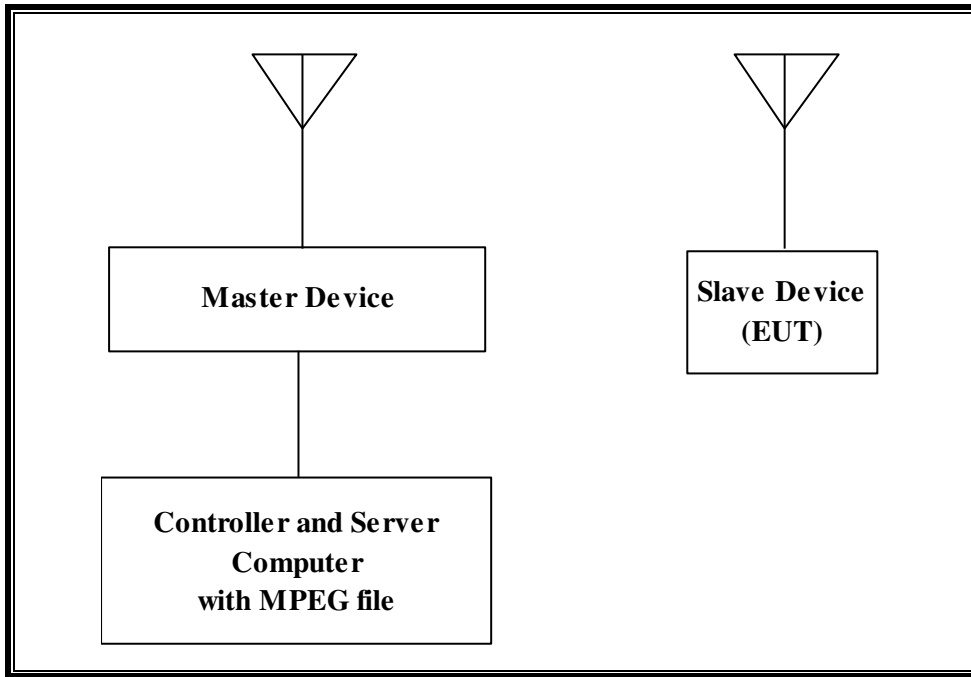 Master Device
Slave Device
(EUT)
Controller and Server
Computer
with MPEG file